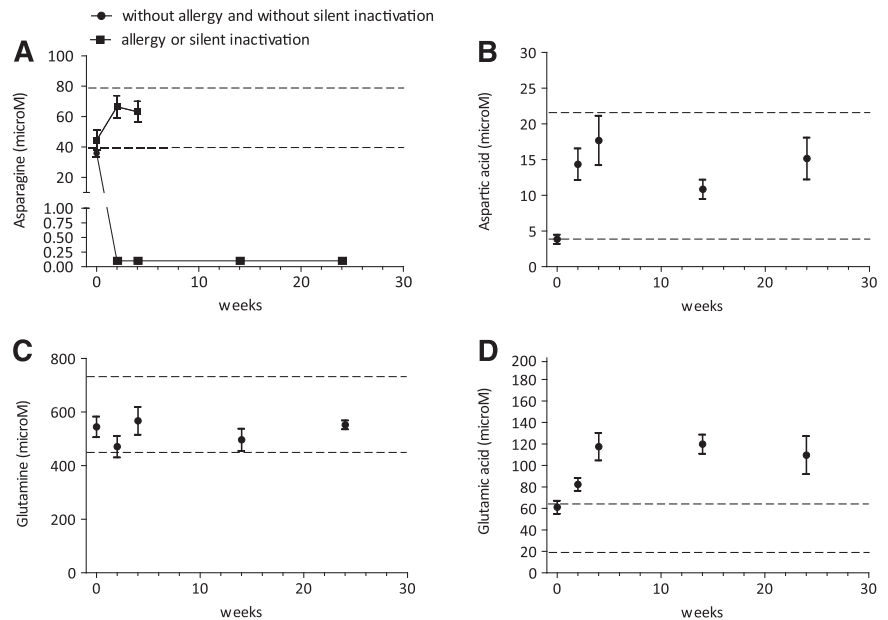 without allergy and without silent inactivation
allergy or silent inactivation
A
Asparagine (microM)
100
80
60
40
20
1.00
0.75
0.50
0.25
0.00
0 10 20 30
weeks
B
Aspartic acid (microM)
30
25
20
15
10
5
0
0 10 20 30
weeks
C
Glutamine (microM)
800
600
400
200
0
0 10 20 30
weeks
D
Glutamic acid (microM)
200
180
160
140
120
100
80
60
40
20
0
0 10 20 30
weeks